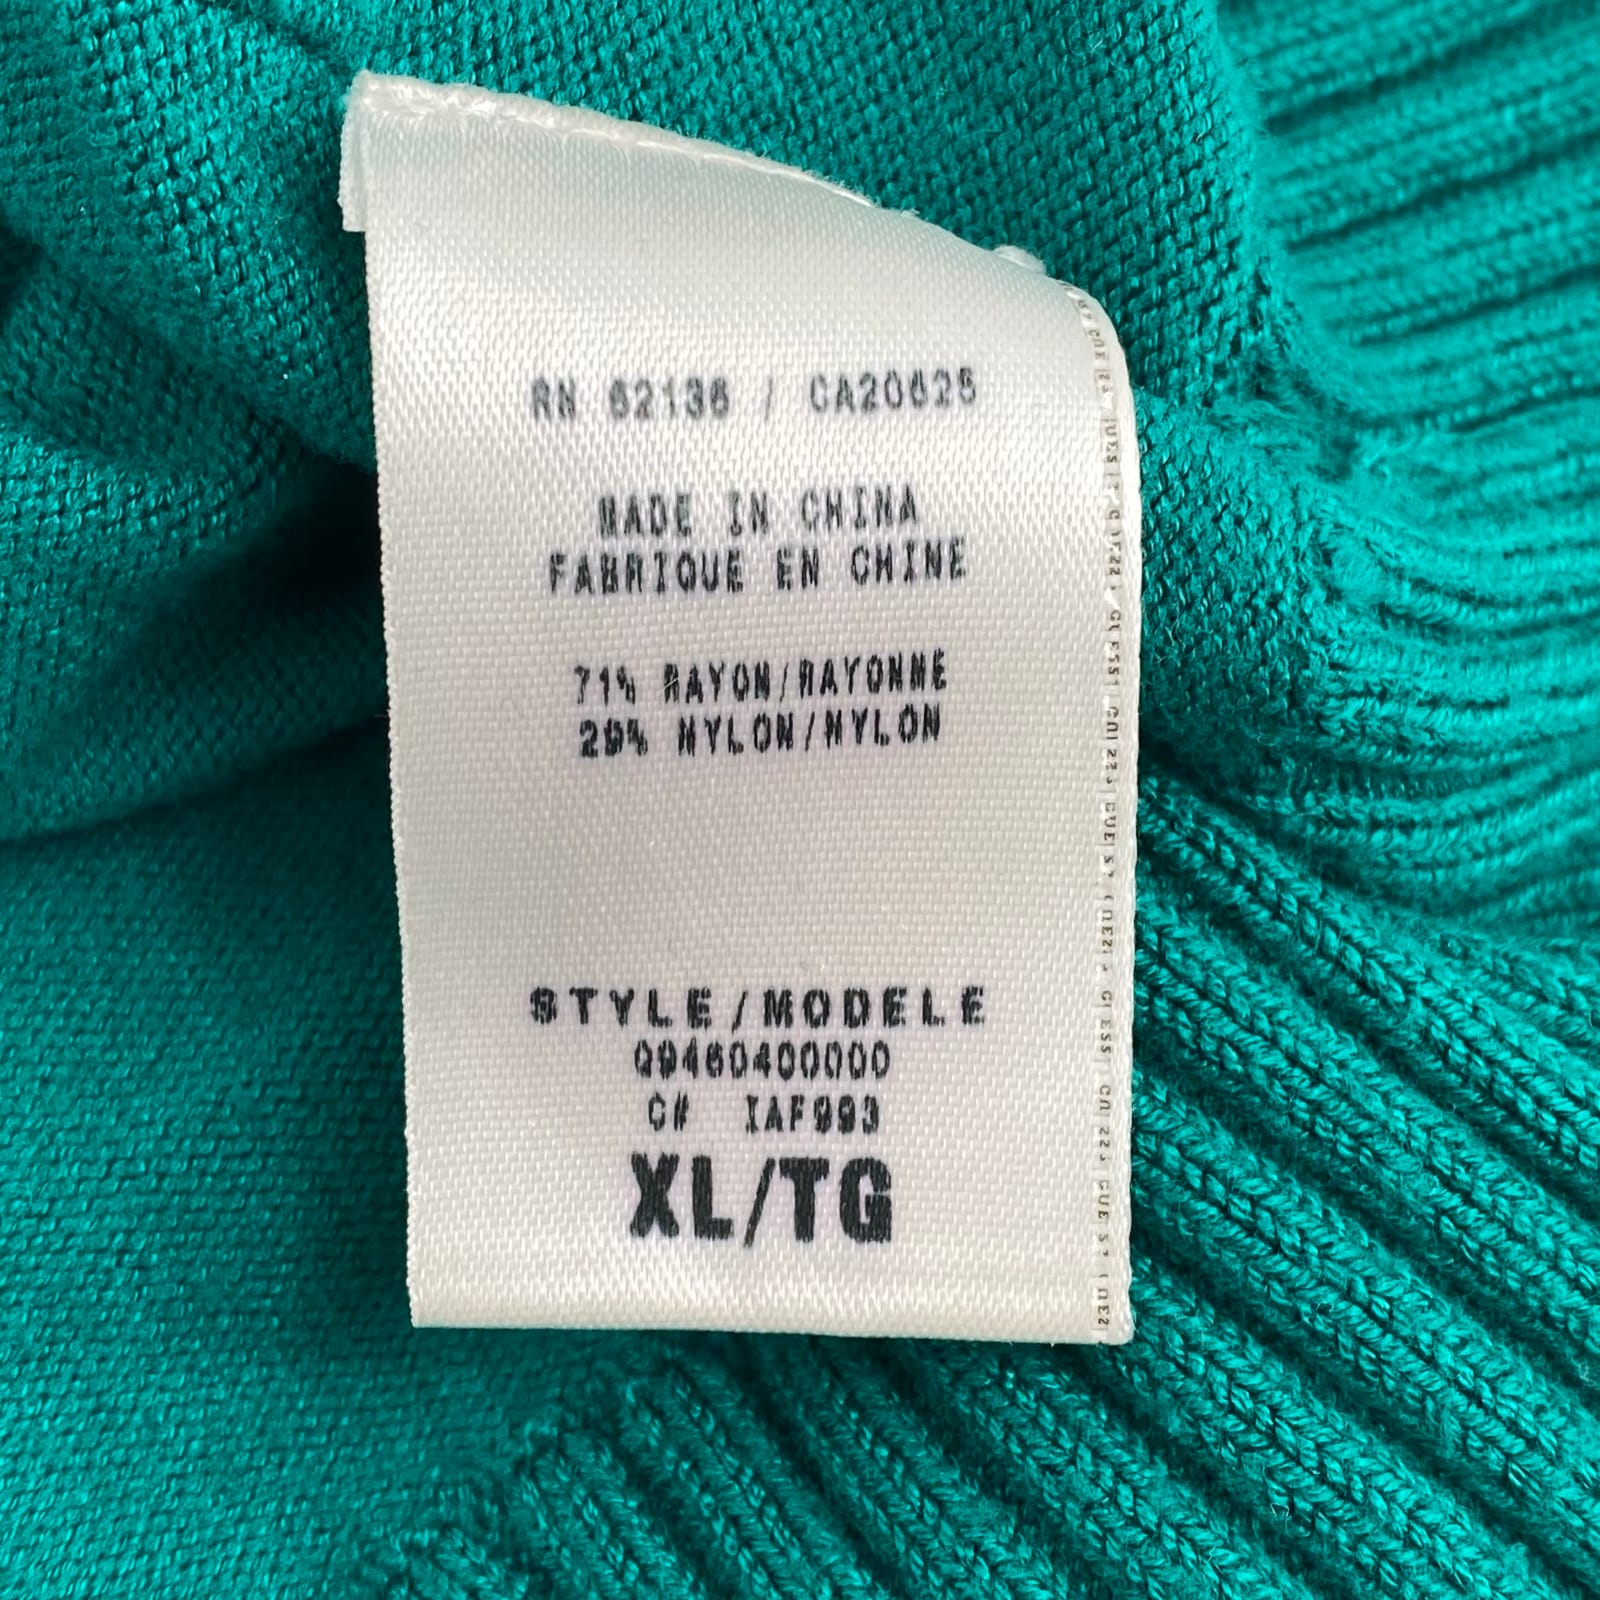 RN 62136 / CA20625
MADE IN CHINA
FABRIQUE EN CHINE
71% RAYON/RAYONNE
29% NYLON/NYLON
STYLE/MODELE
Q9460400000
C# IAF993
XL/TG